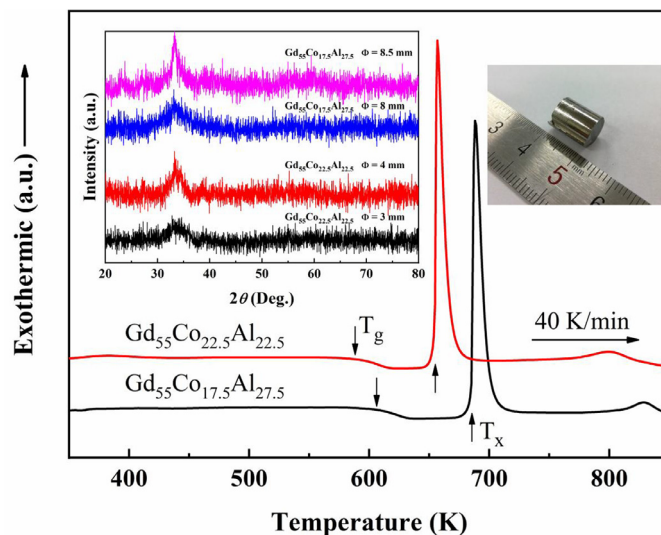 Exothermic (a.u.)
Intensity (a.u.)
Gd55Co17.5Al27.5 Φ = 8.5 mm
Gd55Co17.5Al27.5 Φ = 8 mm
Gd55Co22.5Al22.5 Φ = 4 mm
Gd55Co22.5Al22.5 Φ = 3 mm
20 30 40 50 60 70 80
2θ (Deg.)
3 4 5 6
Tg
Gd55Co22.5Al22.5
40 K/min
Gd55Co17.5Al27.5
Tx
400 500 600 700 800
Temperature (K)